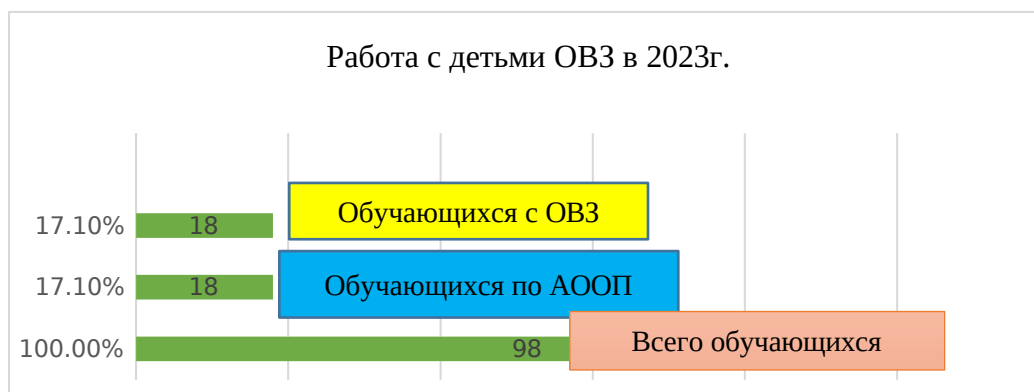 Работа с детьми ОВЗ в 2023г.
17.10% 18 Обучающихся с ОВЗ
17.10% 18 Обучающихся по АООП
100.00% 98 Всего обучающихся